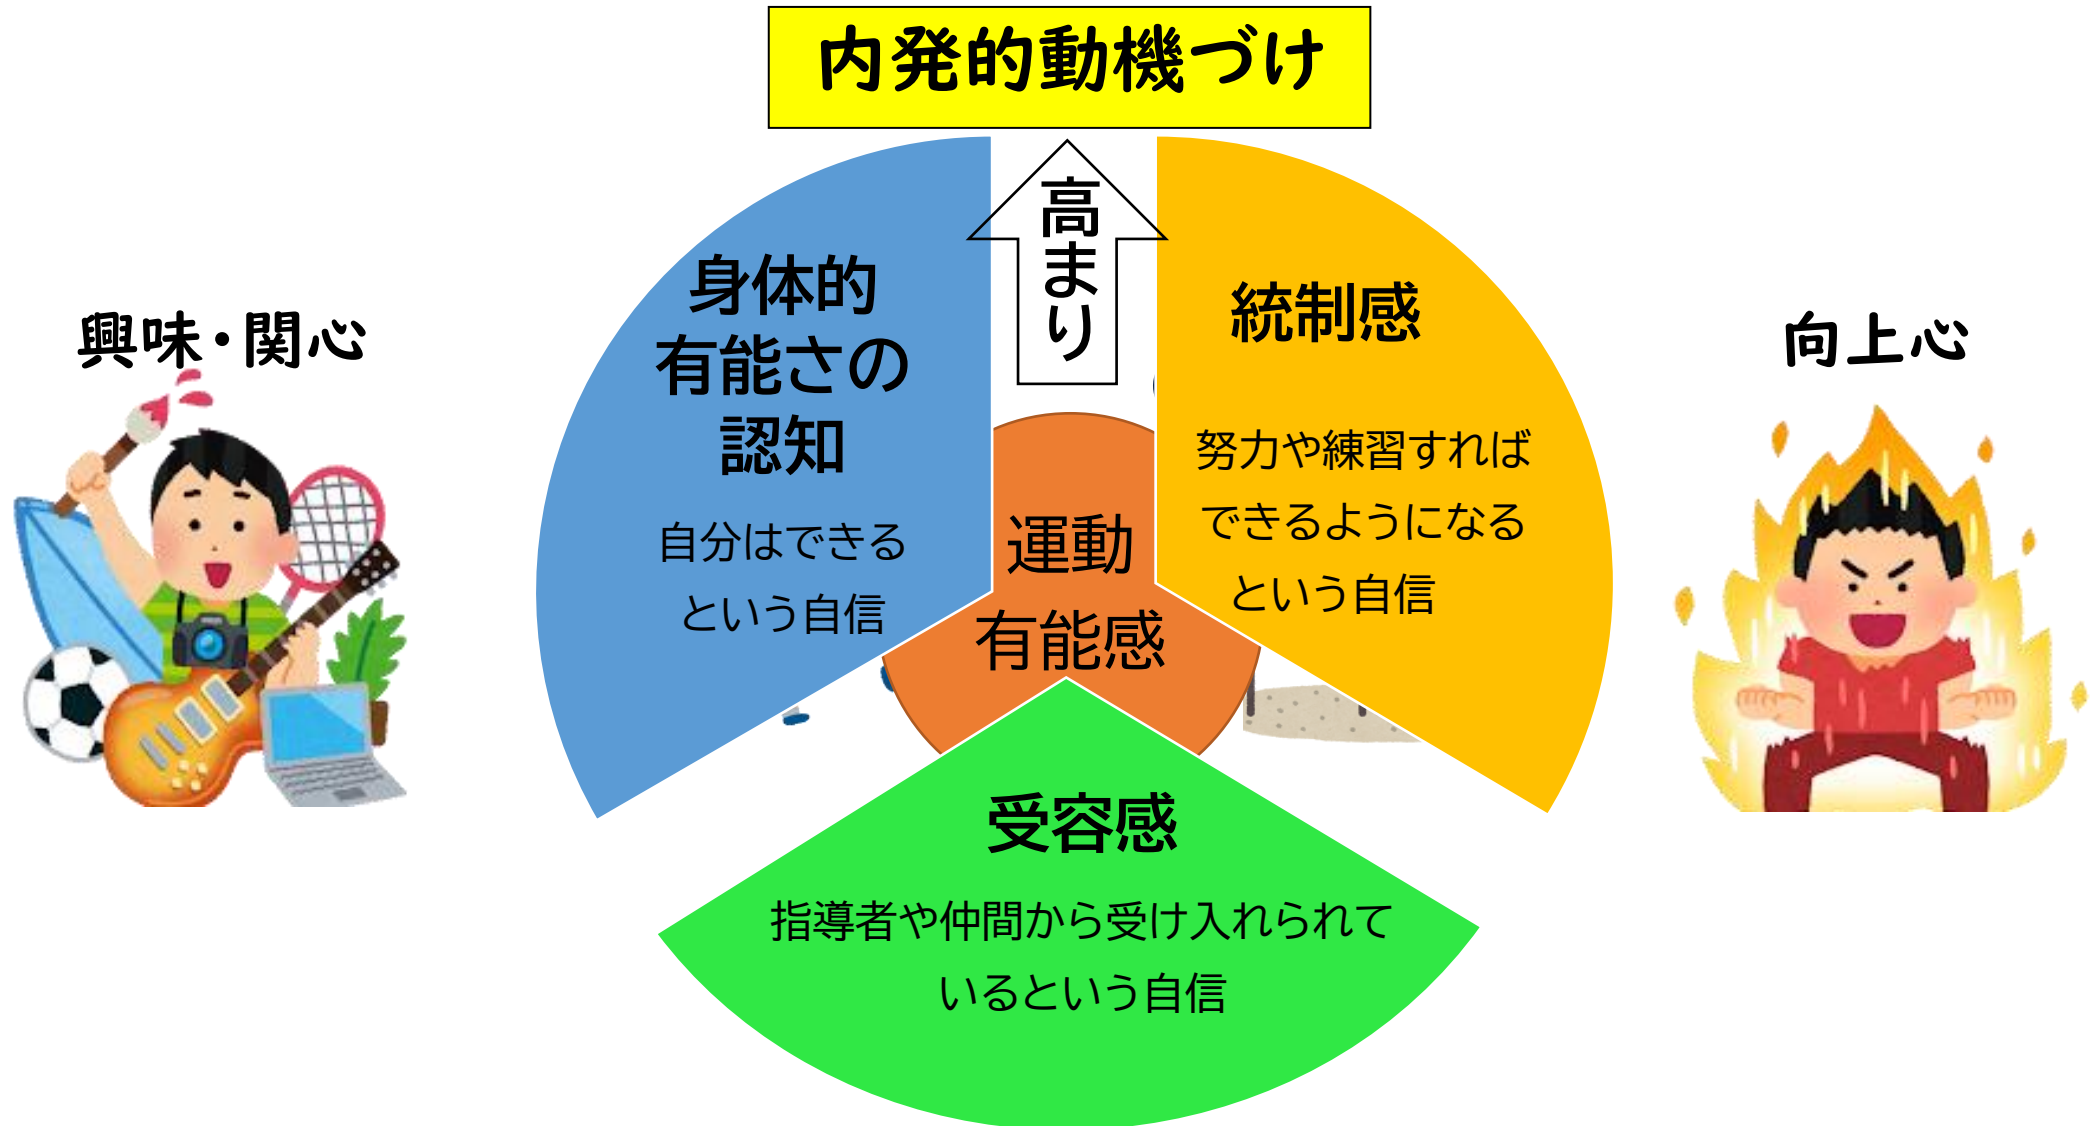 内発的動機づけ
高まり
興味・関心
身体的
有能さの
認知
自分はできる
という自信
統制感
努力や練習すれば
できるようになる
という自信
向上心
運動
有能感
受容感
指導者や仲間から受け入れられて
いるという自信